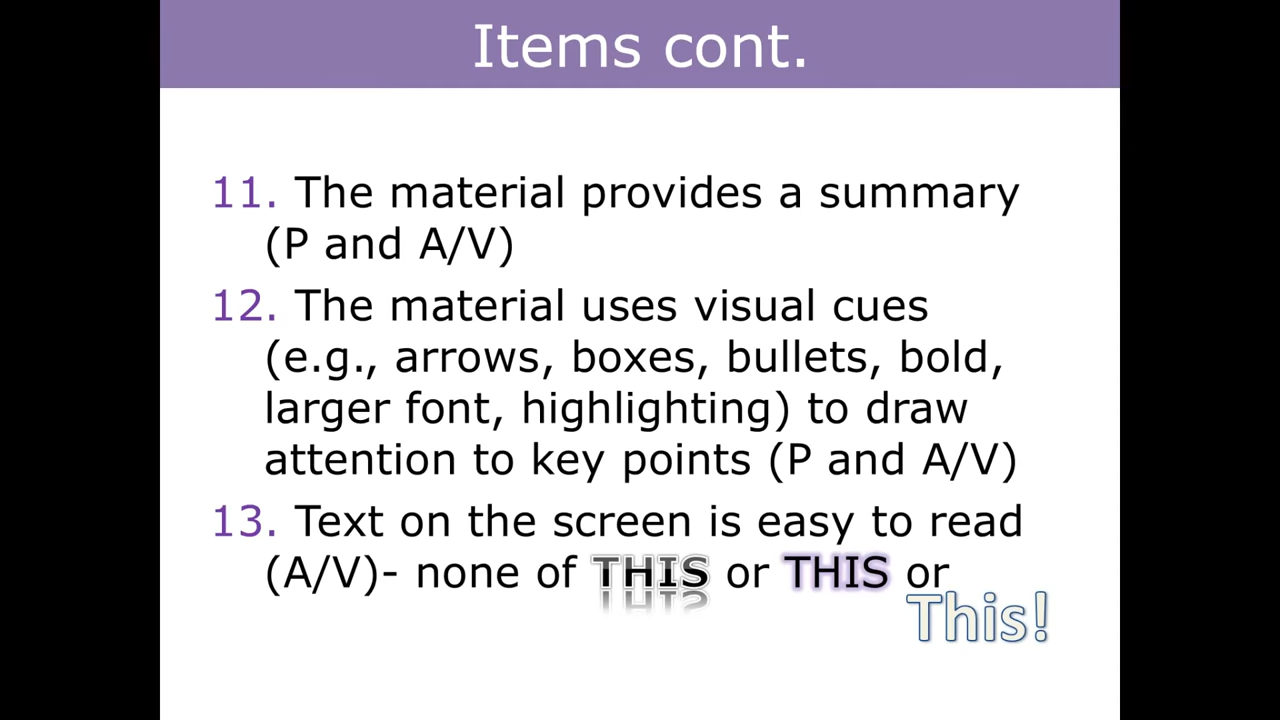 Items cont.
11. The material provides a summary
(P and A/V)
12. The material uses visual cues
(e.g., arrows, boxes, bullets, bold,
larger font, highlighting) to draw
attention to key points (P and A/V)
13. Text on the screen is easy to read
(A/V)- none of THIS or THIS or
This!